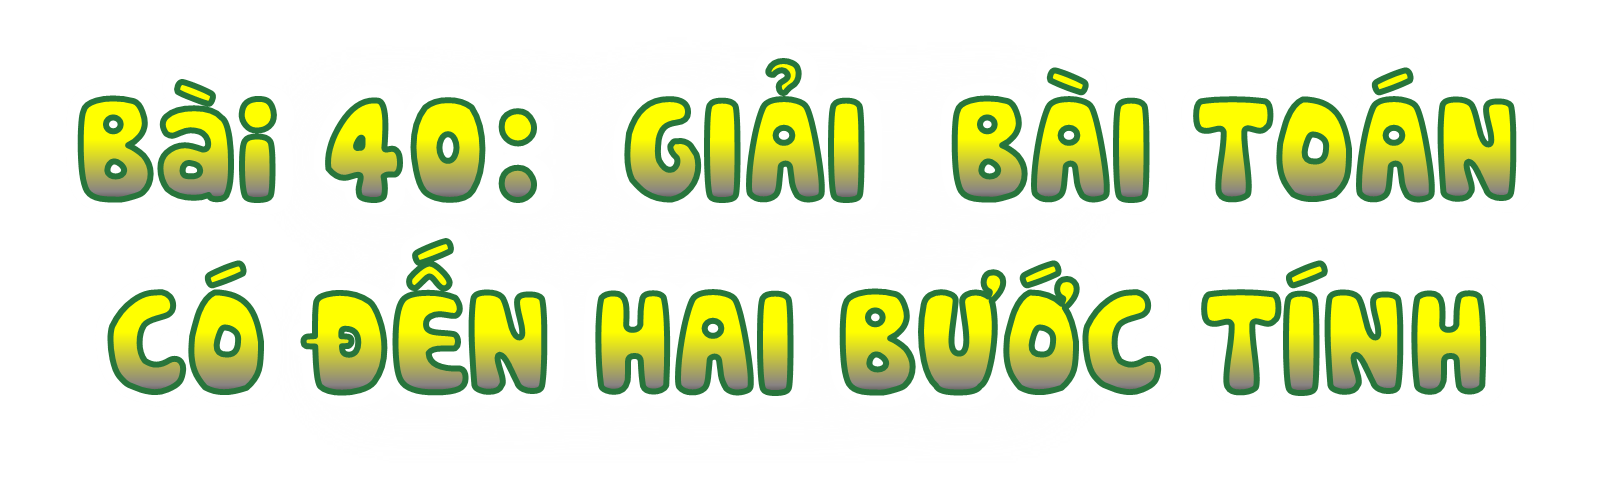 Bài 40: GIẢI BÀI TOÁN
CÓ ĐẾN HAI BƯỚC TÍNH